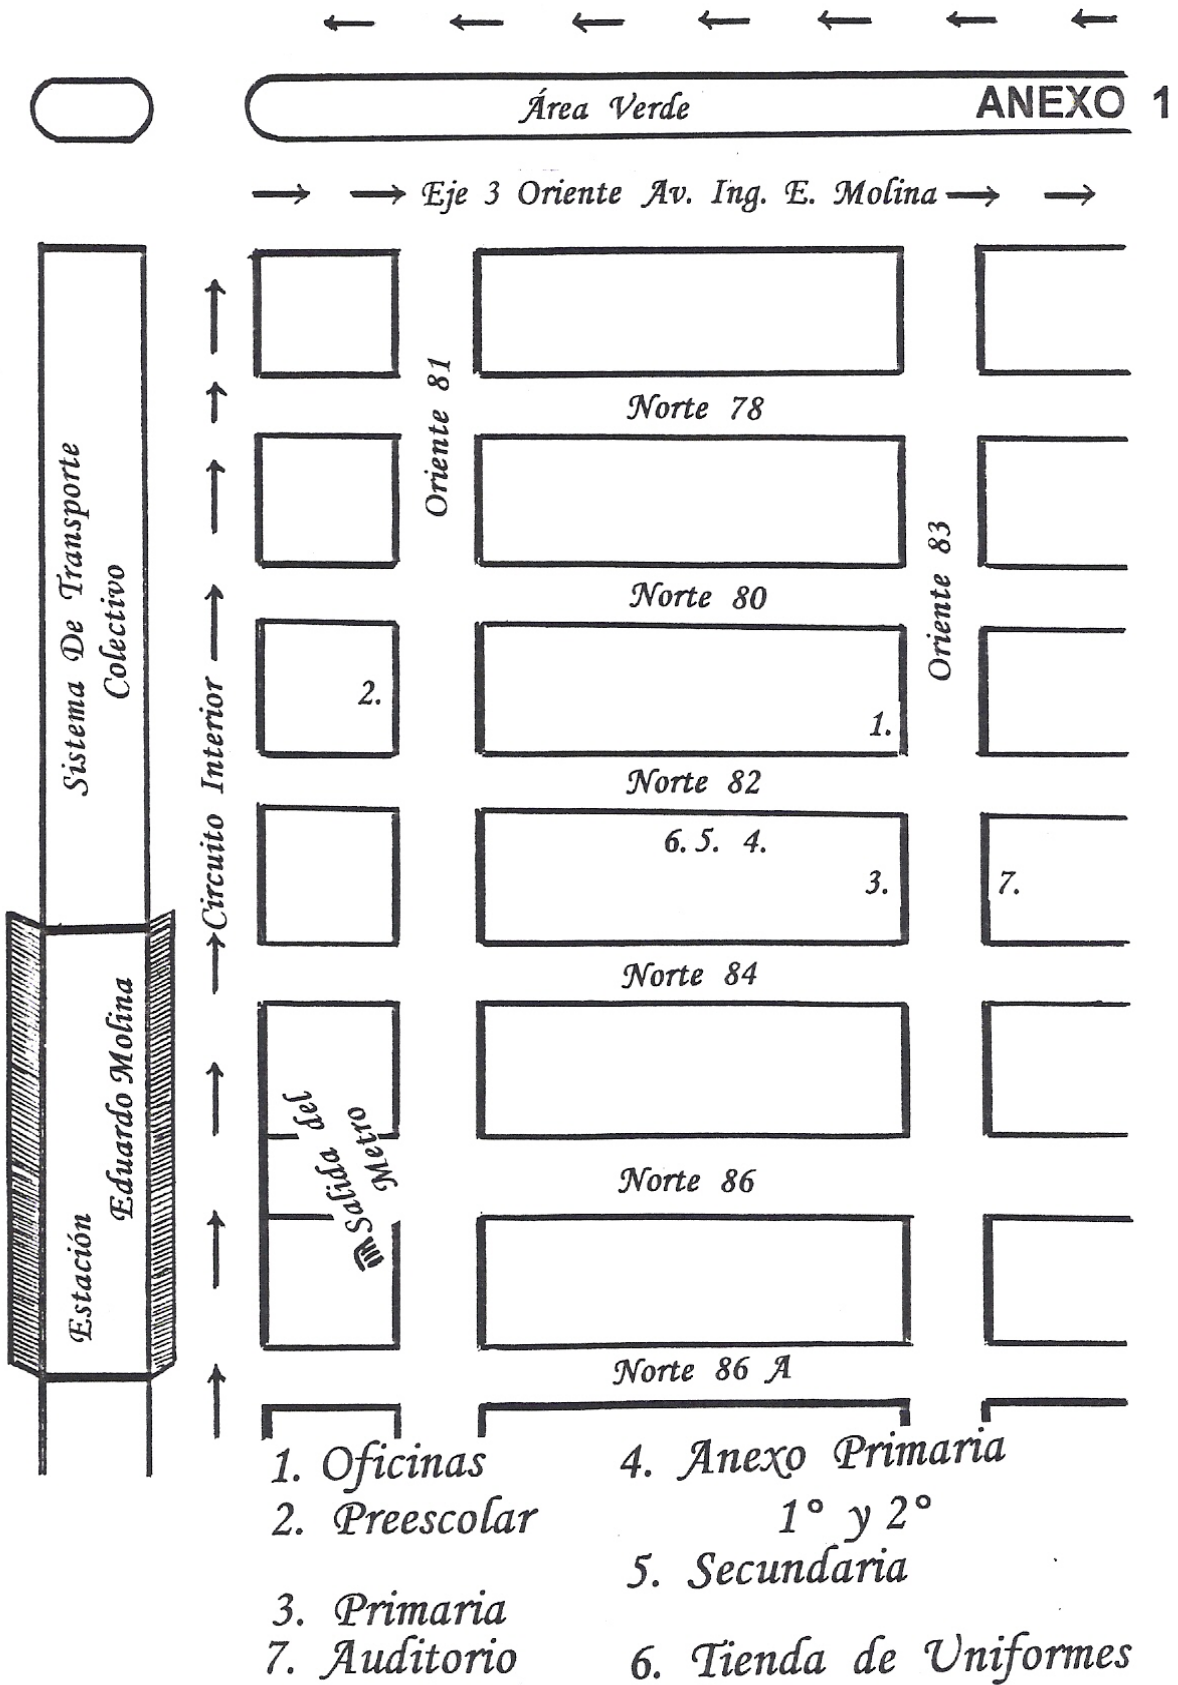 Área Verde
ANEXO 1
Eje 3 Oriente Av. Ing. E. Molina
Oriente 81
Norte 78
Sistema De Transporte
Colectivo
Oriente 83
Norte 80
Circuito Interior
2.
1.
Norte 82
6. 5. 4.
3.
7.
Norte 84
Estación
Eduardo Molina
Salida del
Metro
Norte 86
Norte 86 A
1. Oficinas
2. Preescolar
3. Primaria
7. Auditorio
4. Anexo Primaria
1° y 2°
5. Secundaria
6. Tienda de Uniformes